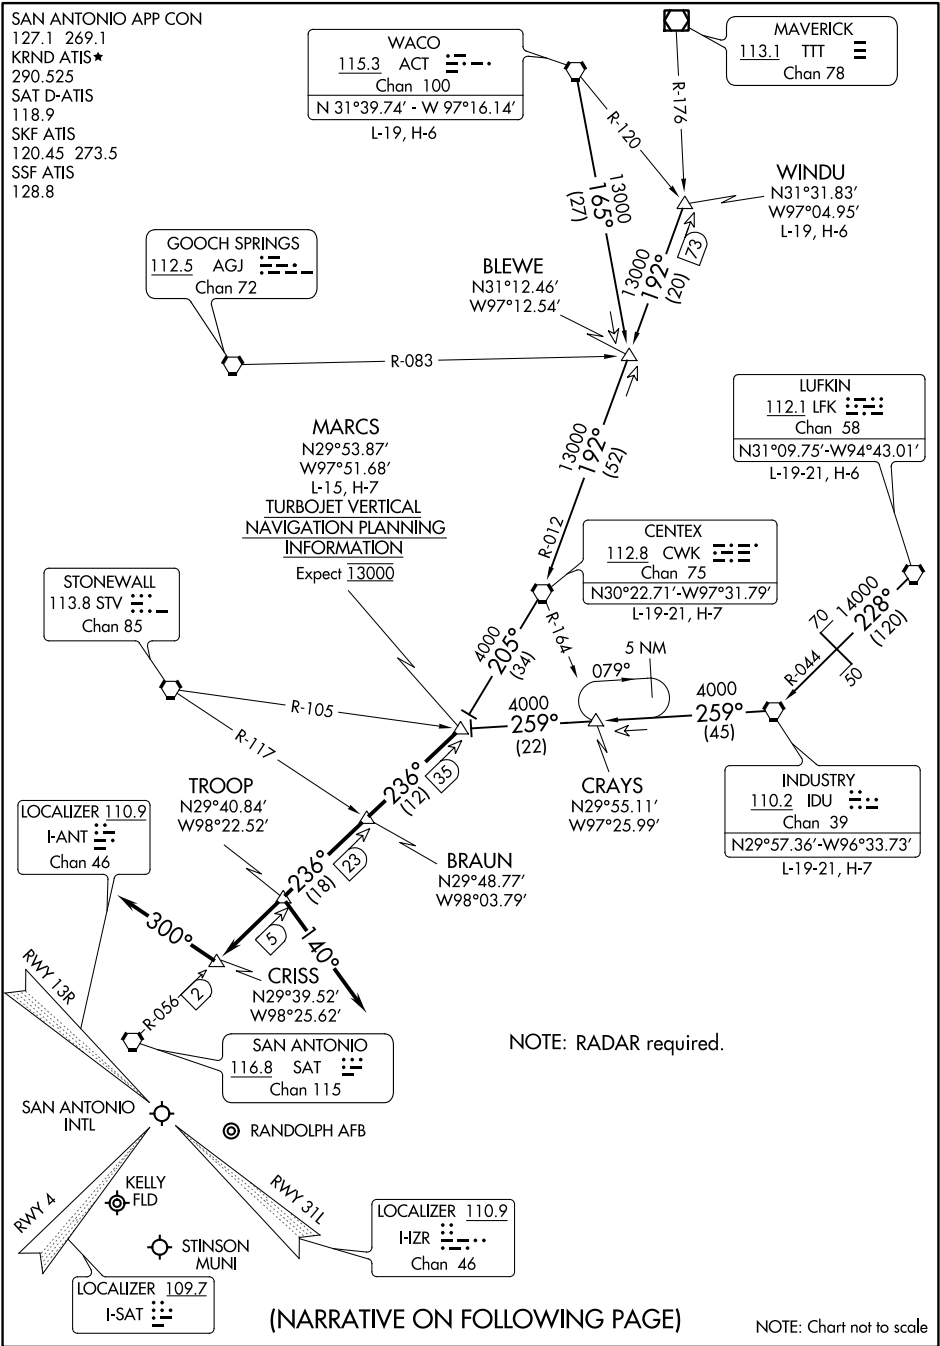 SAN ANTONIO APP CON
127.1 269.1
KRND ATIS★
290.525
SAT D-ATIS
118.9
SKF ATIS
120.45 273.5
SSF ATIS
128.8
WACO
115.3 ACT
Chan 100
N 31°39.74′ - W 97°16.14′
L-19, H-6
MAVERICK
113.1 TTT
Chan 78
R-176
R-120
WINDU
N31°31.83′
W97°04.95′
L-19, H-6
13000
165°
(27)
73
13000
192°
(20)
GOOCH SPRINGS
112.5 AGJ
Chan 72
BLEWE
N31°12.46′
W97°12.54′
R-083
LUFKIN
112.1 LFK
Chan 58
N31°09.75′-W94°43.01′
L-19-21, H-6
MARCS
N29°53.87′
W97°51.68′
L-15, H-7
TURBOJET VERTICAL
NAVIGATION PLANNING
INFORMATION
Expect 13000
13000
192°
(52)
R-012
CENTEX
112.8 CWK
Chan 75
N30°22.71′-W97°31.79′
L-19-21, H-7
STONEWALL
113.8 STV
Chan 85
14000
228°
(120)
70
50
R-044
4000
205°
(34)
R-164
5 NM
079°
R-105
4000
259°
(22)
4000
259°
(45)
R-117
35
236°
(12)
TROOP
N29°40.84′
W98°22.52′
CRAYS
N29°55.11′
W97°25.99′
INDUSTRY
110.2 IDU
Chan 39
N29°57.36′-W96°33.73′
L-19-21, H-7
LOCALIZER 110.9
I-ANT
Chan 46
BRAUN
N29°48.77′
W98°03.79′
23
236°
(18)
5
300°
140°
CRISS
N29°39.52′
W98°25.62′
RWY 13R
R-056
2
SAN ANTONIO
116.8 SAT
Chan 115
NOTE: RADAR required.
SAN ANTONIO
INTL
RANDOLPH AFB
KELLY
FLD
RWY 4
RWY 31L
STINSON
MUNI
LOCALIZER 110.9
I-IZR
Chan 46
LOCALIZER 109.7
I-SAT
(NARRATIVE ON FOLLOWING PAGE)
NOTE: Chart not to scale